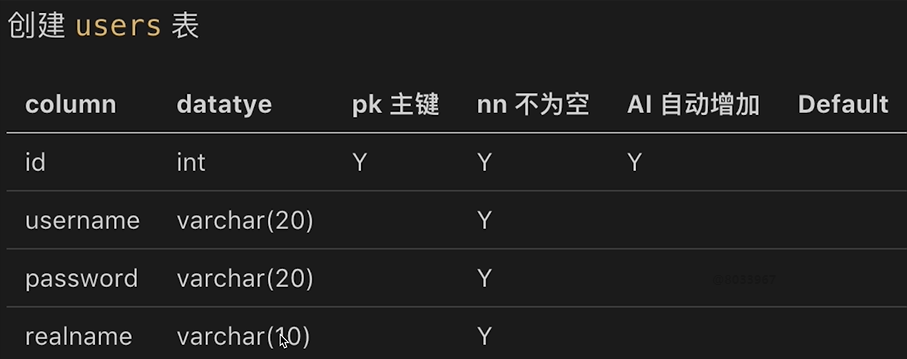 创建 users 表
column datatye pk 主键 nn 不为空 AI 自动增加 Default
id int Y Y Y
username varchar(20) Y
password varchar(20) Y
realname varchar(10) Y